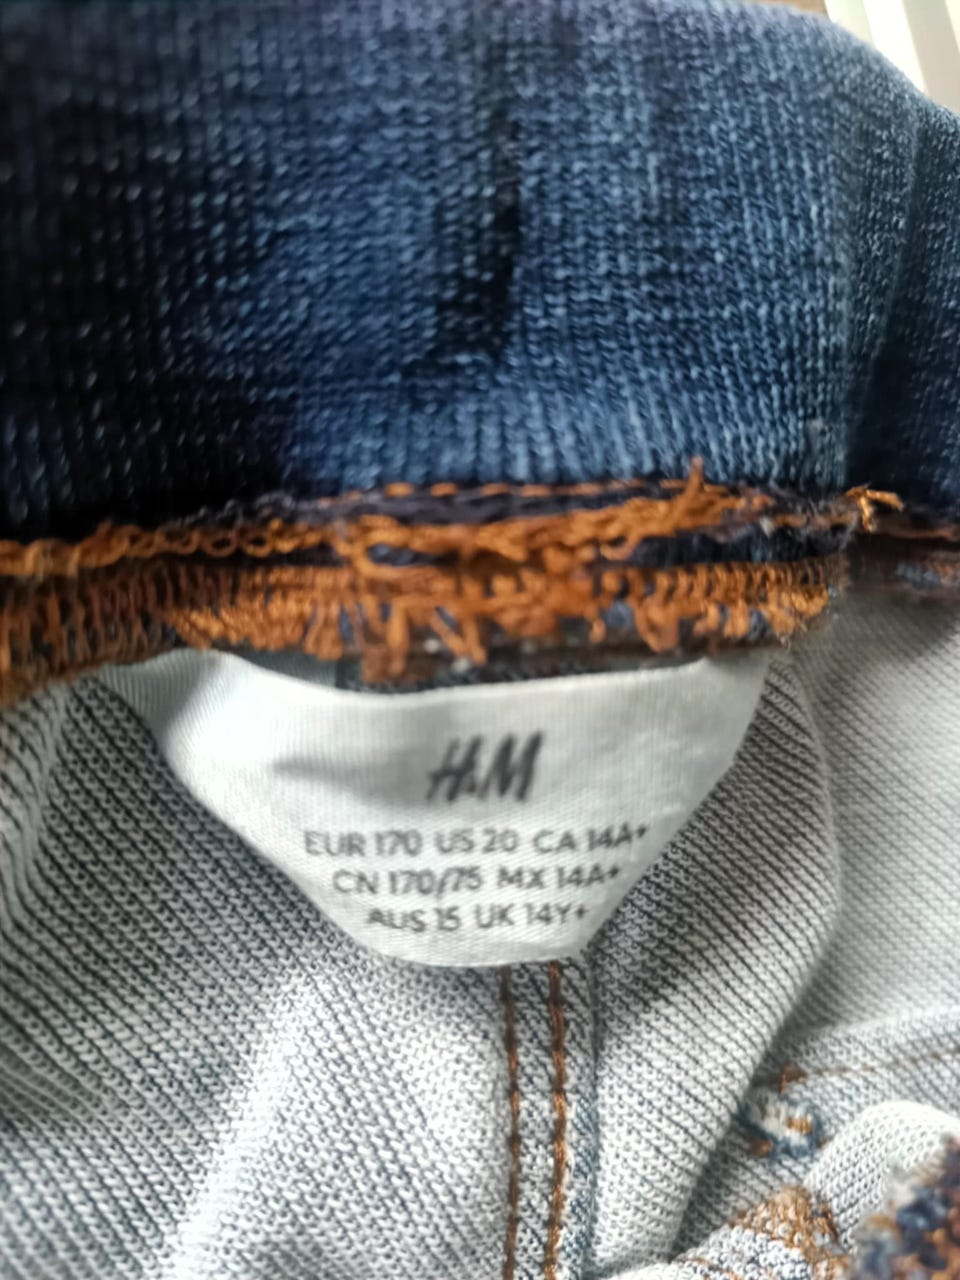 H&M
EUR 170 US 20 CA 14A+
CN 170/75 MX 14A+
AUS 15 UK 14Y+